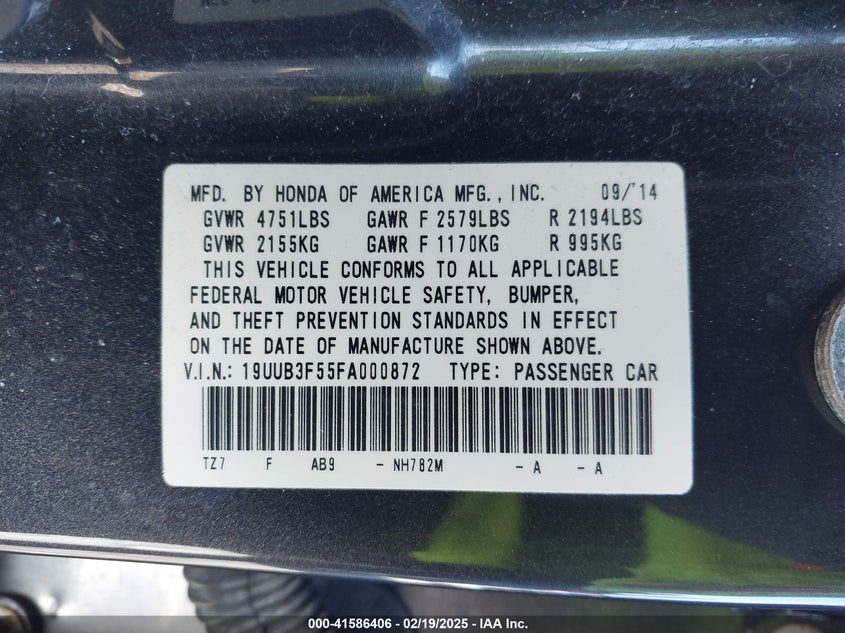 MFD. BY HONDA OF AMERICA MFG., INC. 09/'14
GVWR 4751LBS GAWR F 2579LBS R 2194LBS
GVWR 2155KG GAWR F 1170KG R 995KG
THIS VEHICLE CONFORMS TO ALL APPLICABLE
FEDERAL MOTOR VEHICLE SAFETY, BUMPER,
AND THEFT PREVENTION STANDARDS IN EFFECT
ON THE DATE OF MANUFACTURE SHOWN ABOVE.
V.I.N.: 19UUB3F55FA000872 TYPE: PASSENGER CAR
TZ7 F AB9 - NH782M - A - A
000-41586406 - 02/19/2025 - IAA Inc.